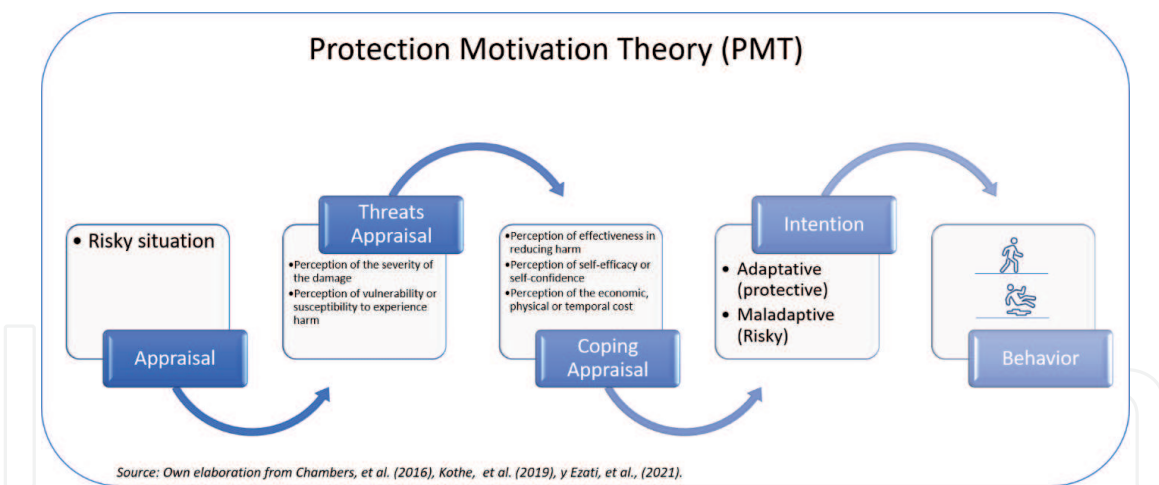 Protection Motivation Theory (PMT)
• Risky situation
Appraisal
Threats
Appraisal
•Perception of the severity of
the damage
•Perception of vulnerability or
susceptibility to experience
harm
•Perception of effectiveness in
reducing harm
•Perception of self-efficacy or
self-confidence
•Perception of the economic,
physical or temporal cost
Coping
Appraisal
Intention
• Adaptative
(protective)
• Maladaptive
(Risky)
Behavior
Source: Own elaboration from Chambers, et al. (2016), Kothe, et al. (2019), y Ezati, et al., (2021).